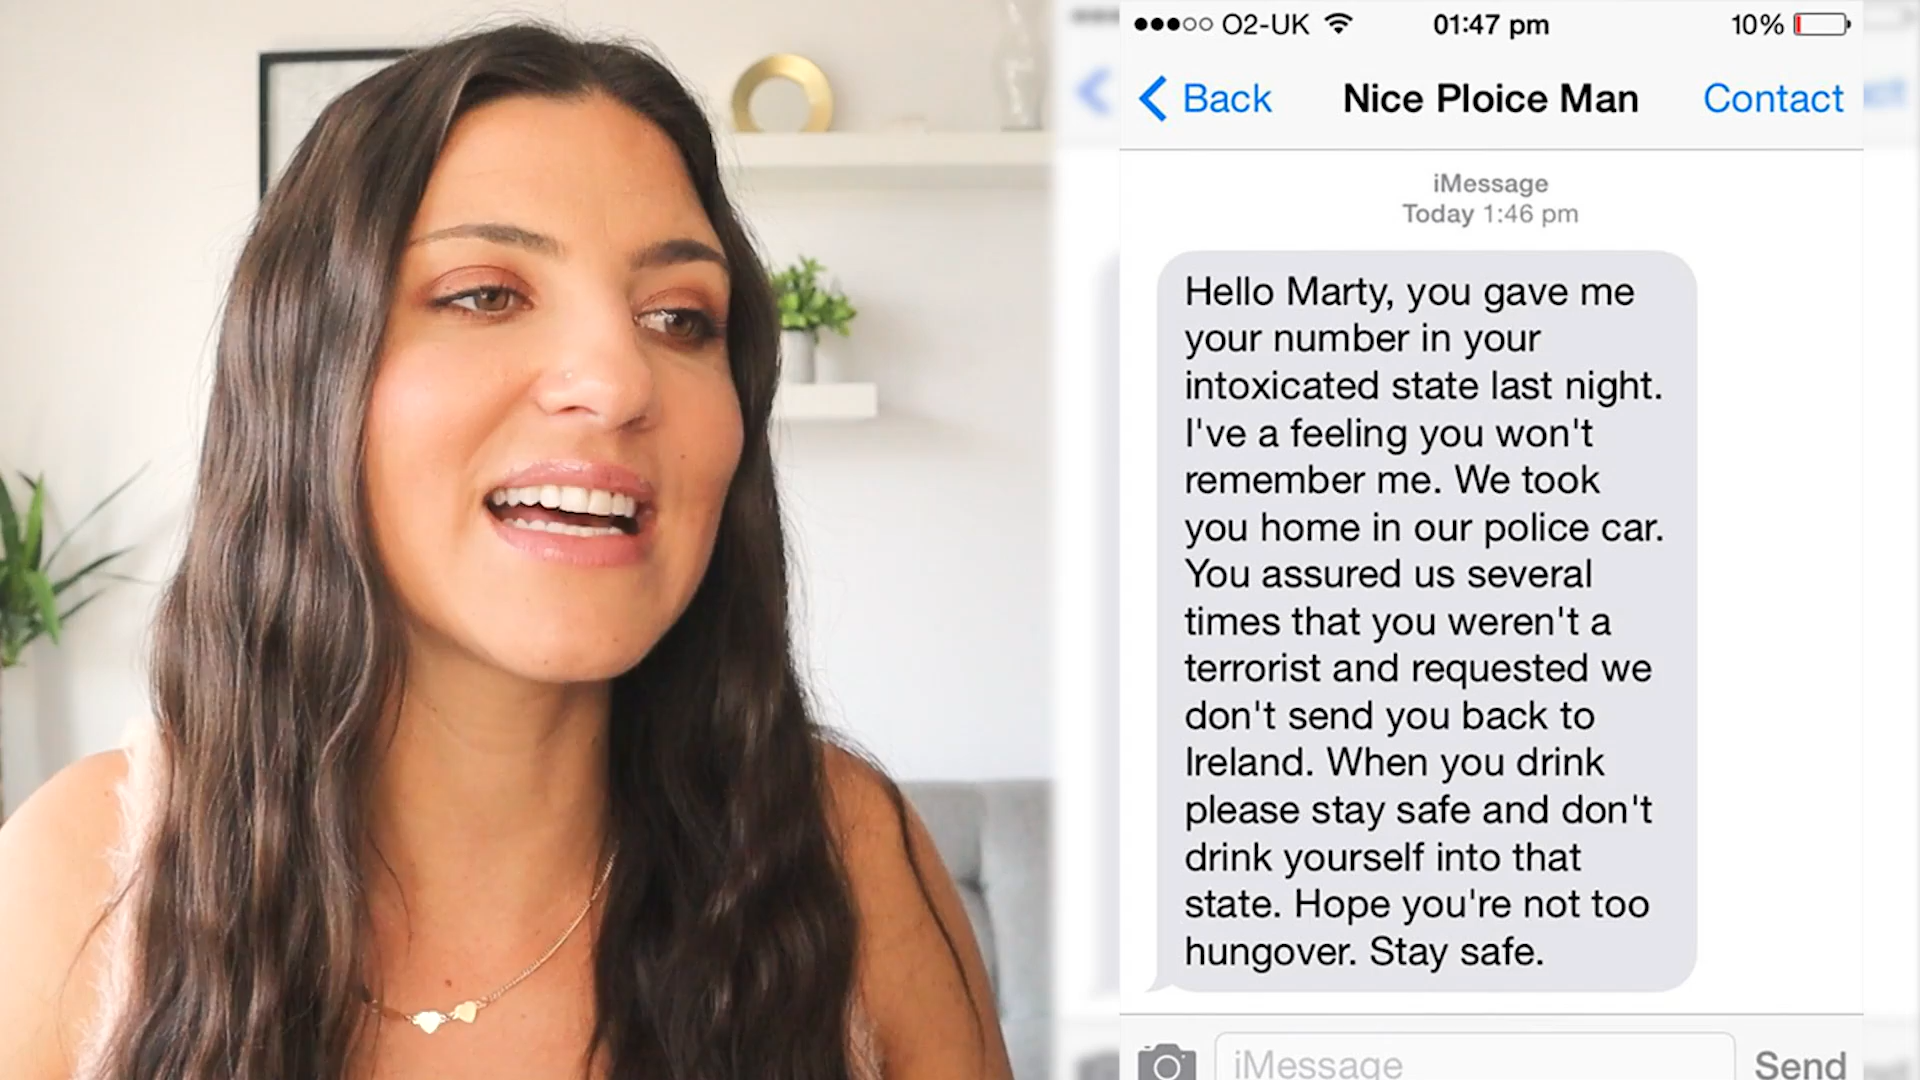 O2-UK 01:47 pm 10%
Back Nice Ploice Man Contact
iMessage
Today 1:46 pm
Hello Marty, you gave me
your number in your
intoxicated state last night.
I've a feeling you won't
remember me. We took
you home in our police car.
You assured us several
times that you weren't a
terrorist and requested we
don't send you back to
Ireland. When you drink
please stay safe and don't
drink yourself into that
state. Hope you're not too
hungover. Stay safe.
iMessage Send